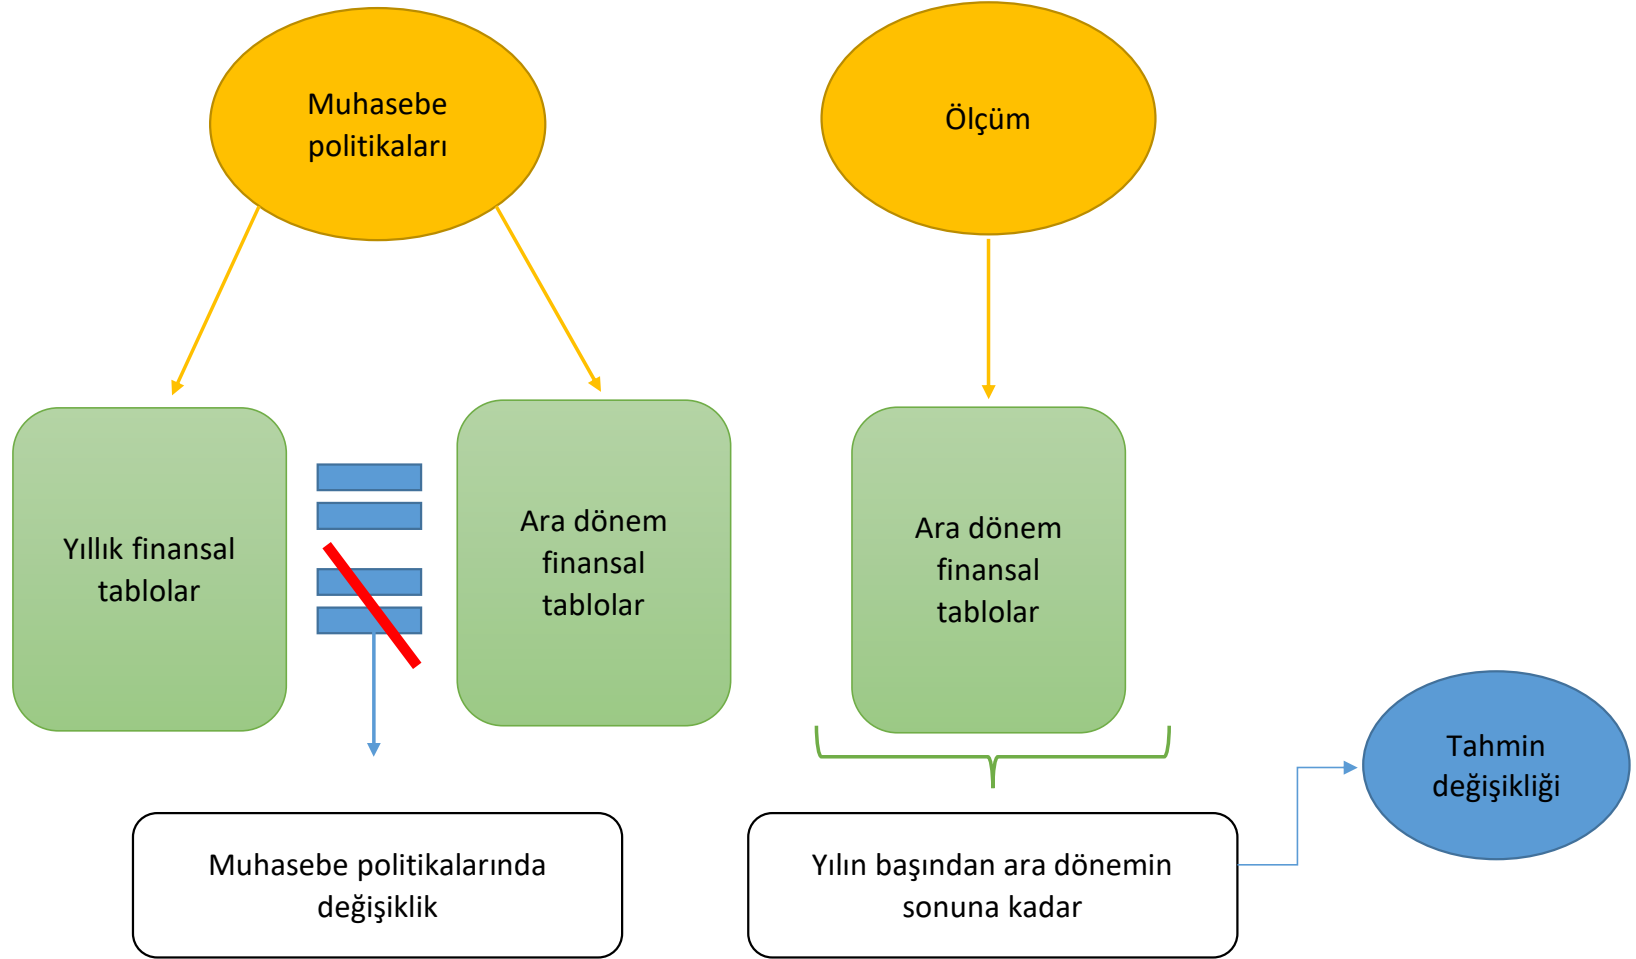 Muhasebe
politikaları
Ölçüm
Yıllık finansal
tablolar
Ara dönem
finansal
tablolar
Ara dönem
finansal
tablolar
Tahmin
değişikliği
Muhasebe politikalarında
değişiklik
Yılın başından ara dönemin
sonuna kadar